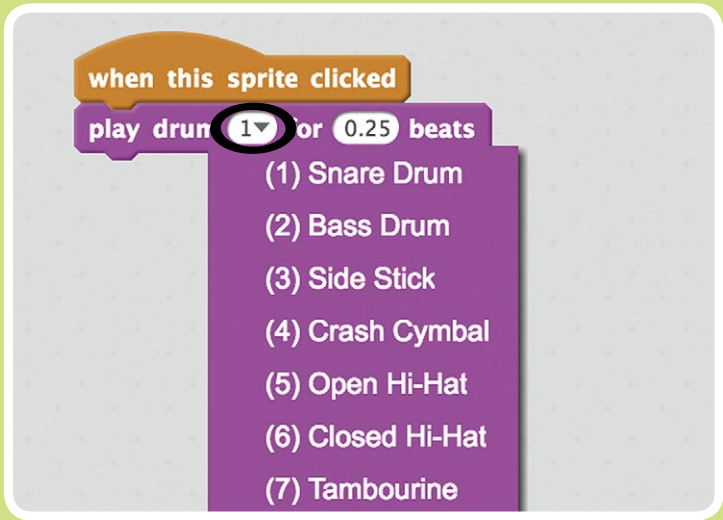 when this sprite clicked
play drum 1 for 0.25 beats
(1) Snare Drum
(2) Bass Drum
(3) Side Stick
(4) Crash Cymbal
(5) Open Hi-Hat
(6) Closed Hi-Hat
(7) Tambourine